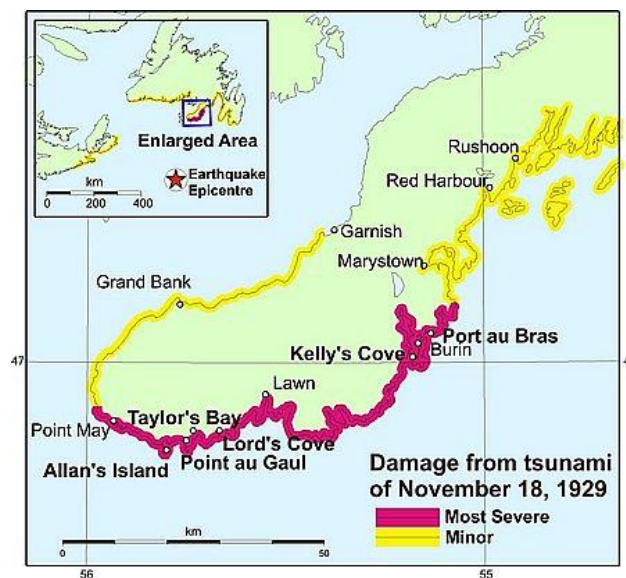 Enlarged Area
km
0 200 400
Earthquake
Epicentre
Rushoon
Red Harbour
Garnish
Marystown
Grand Bank
Port au Bras
Kelly's Cove
Burin
47
Lawn
Taylor's Bay
Point May
Lord's Cove
Allan's Island
Point au Gaul
Damage from tsunami
of November 18, 1929
Most Severe
Minor
km
0 50
56 55